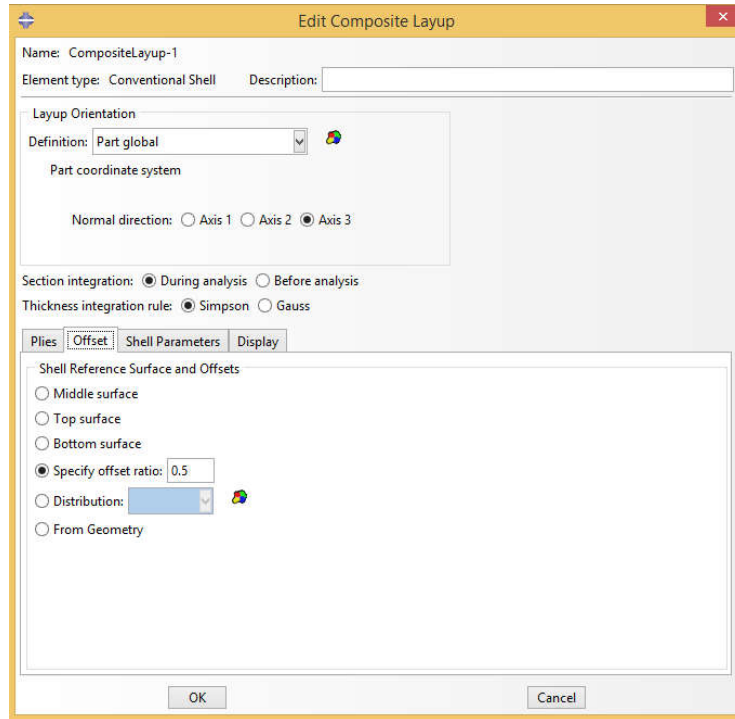 Edit Composite Layup
Name: CompositeLayup-1
Element type: Conventional Shell Description:
Layup Orientation
Definition: Part global
Part coordinate system
Normal direction: Axis 1 Axis 2 Axis 3
Section integration: During analysis Before analysis
Thickness integration rule: Simpson Gauss
Plies Offset Shell Parameters Display
Shell Reference Surface and Offsets
Middle surface
Top surface
Bottom surface
Specify offset ratio: 0.5
Distribution:
From Geometry
OK Cancel